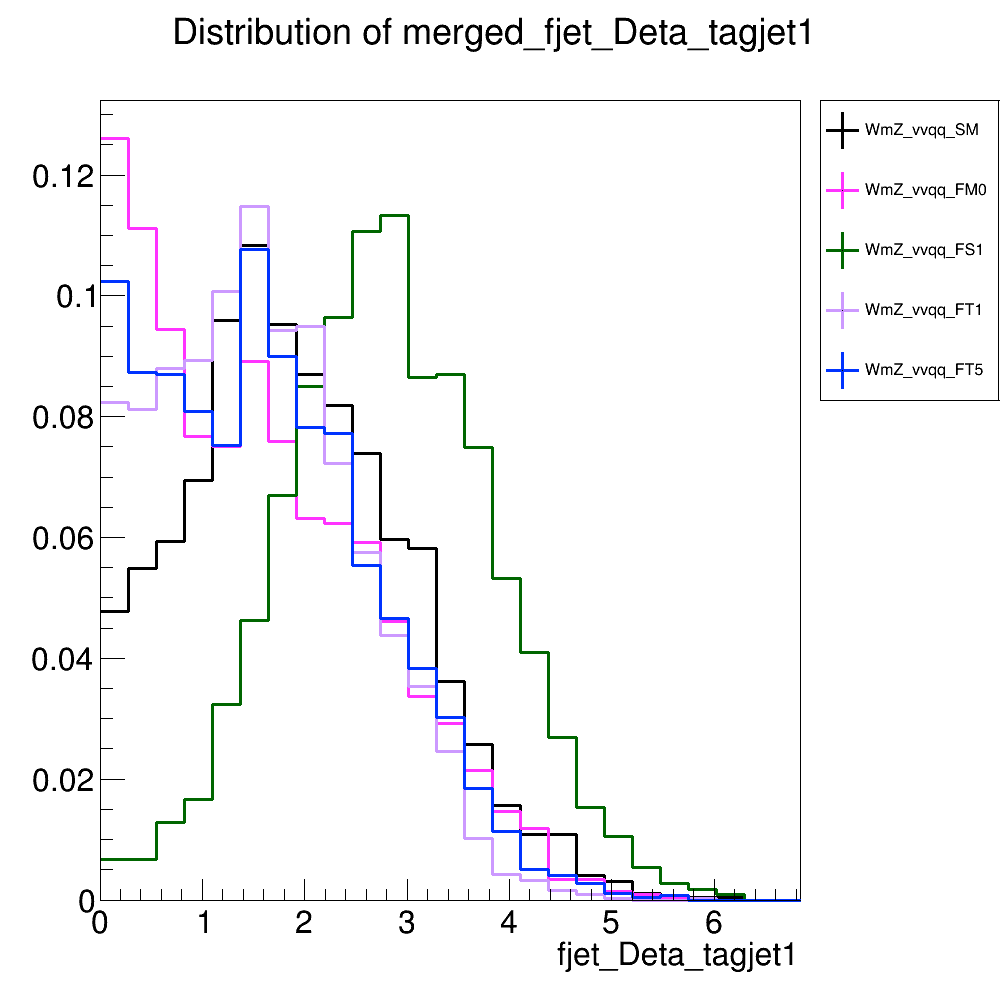 Distribution of merged_fjet_Deta_tagjet1
WmZ_vvqq_SM
WmZ_vvqq_FM0
WmZ_vvqq_FS1
WmZ_vvqq_FT1
WmZ_vvqq_FT5
0.12
0.1
0.08
0.06
0.04
0.02
0
0 1 2 3 4 5 6
fjet_Deta_tagjet1